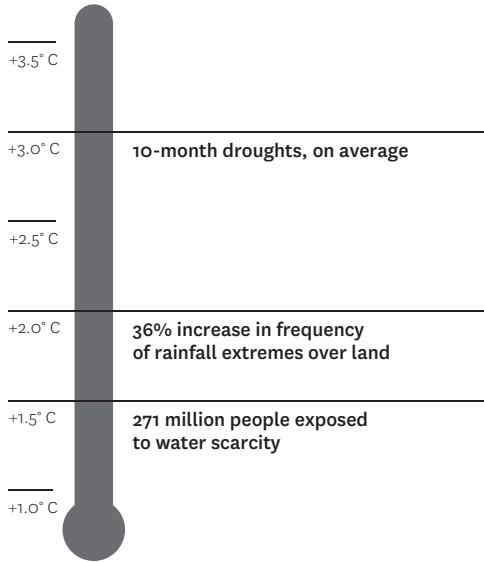 +3.5° C
+3.0° C
10-month droughts, on average
+2.5° C
+2.0° C
36% increase in frequency
of rainfall extremes over land
+1.5° C
271 million people exposed
to water scarcity
+1.0° C